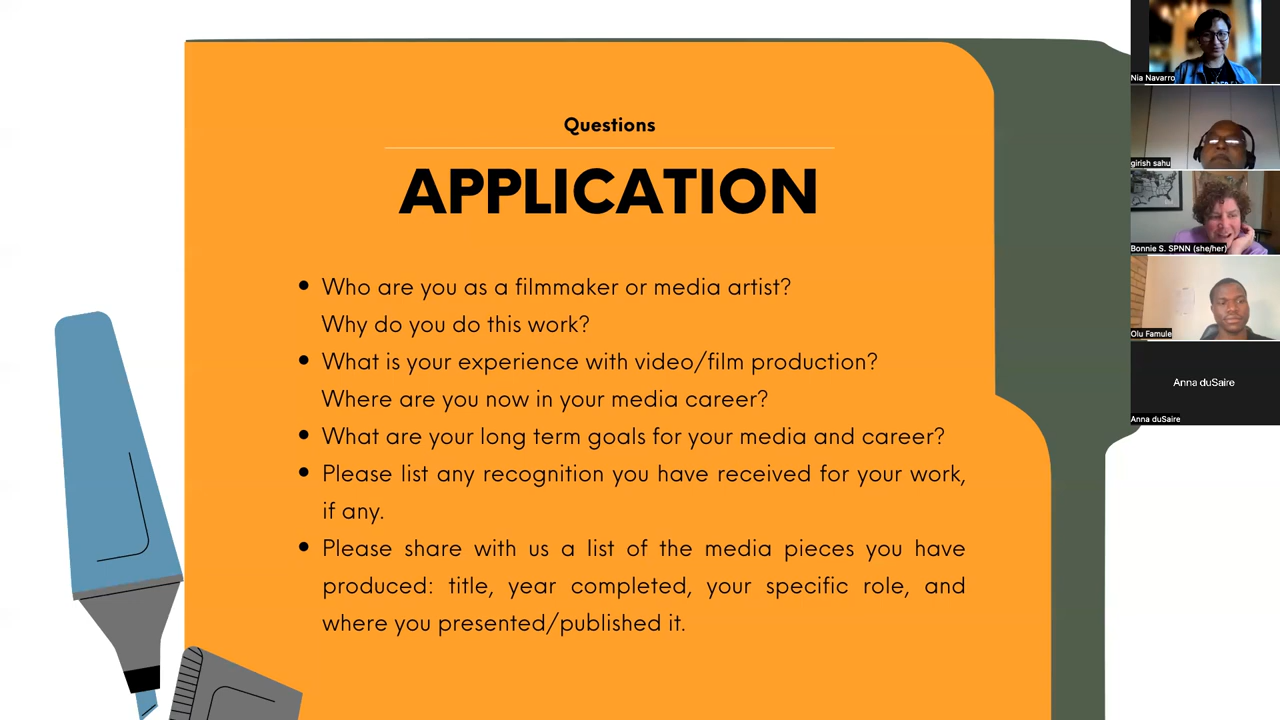 Questions
APPLICATION
• Who are you as a filmmaker or media artist?
Why do you do this work?
• What is your experience with video/film production?
Where are you now in your media career?
• What are your long term goals for your media and career?
• Please list any recognition you have received for your work,
if any.
• Please share with us a list of the media pieces you have
produced: title, year completed, your specific role, and
where you presented/published it.
Nia Navarro
girish sahu
Bonnie S. SPNN (she/her)
Olu Famule
Anna duSaire
Anna duSaire